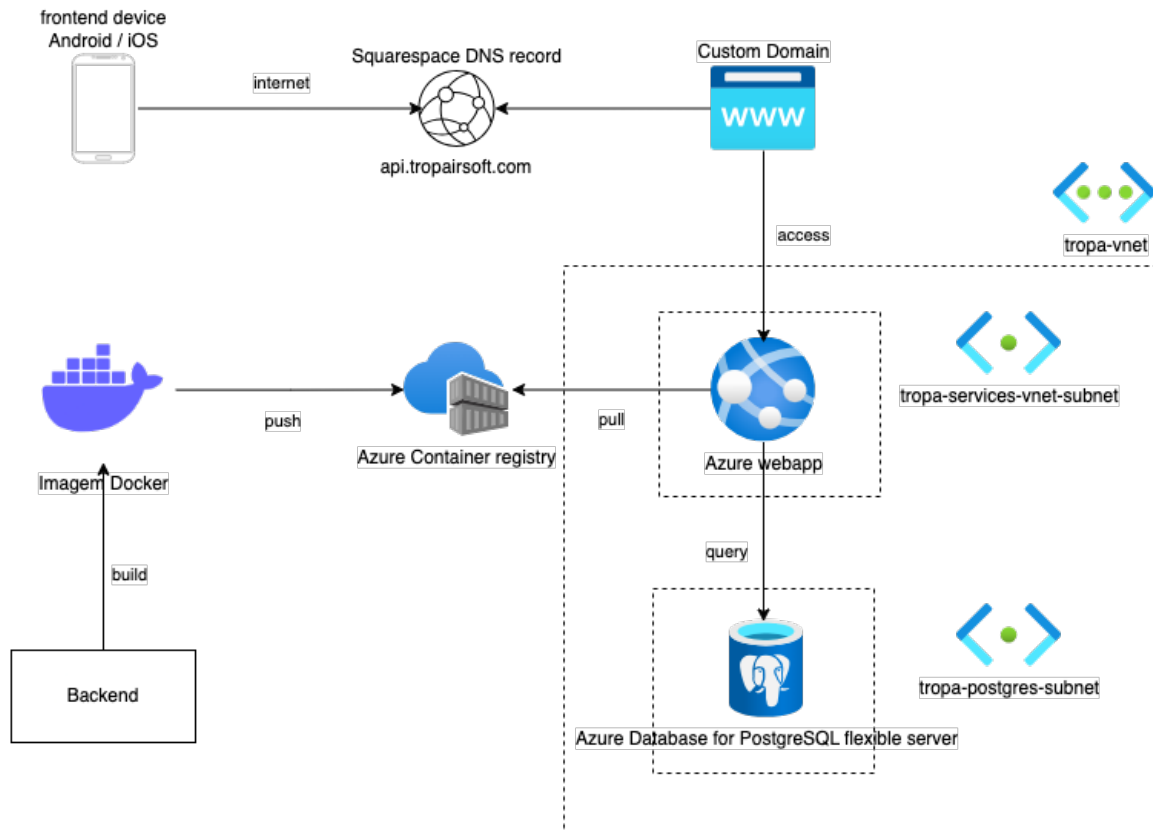 frontend device
Android / iOS
Squarespace DNS record
Custom Domain
internet
WWW
api.tropairsoft.com
access
tropa-vnet
tropa-services-vnet-subnet
push
pull
Azure Container registry
Azure webapp
Imagem Docker
query
build
Backend
tropa-postgres-subnet
Azure Database for PostgreSQL flexible server